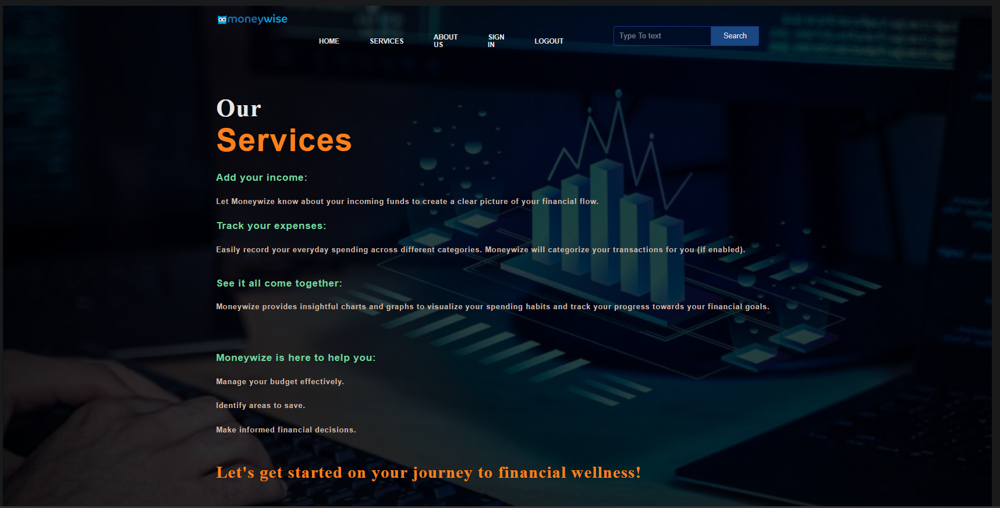 moneywise
HOME
SERVICES
ABOUT
US
SIGN
IN
LOGOUT
Type To text
Search
Our
Services
Add your income:
Let Moneywize know about your incoming funds to create a clear picture of your financial flow.
Track your expenses:
Easily record your everyday spending across different categories. Moneywize will categorize your transactions for you (if enabled).
See it all come together:
Moneywize provides insightful charts and graphs to visualize your spending habits and track your progress towards your financial goals.
Moneywize is here to help you:
Manage your budget effectively.
Identify areas to save.
Make informed financial decisions.
Let's get started on your journey to financial wellness!